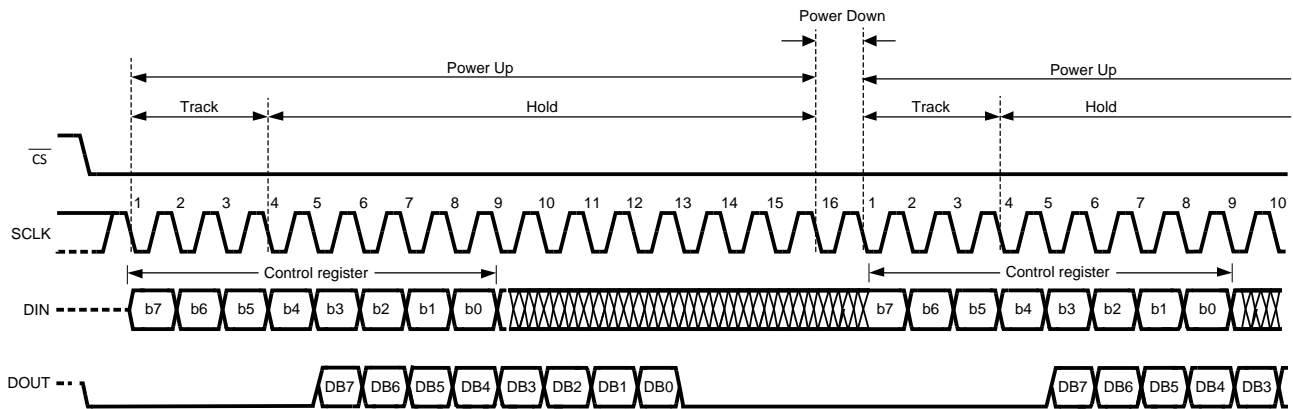 Power Down
Power Up Power Up
Track Hold Track Hold
CS
1 2 3 4 5 6 7 8 9 10 11 12 13 14 15 16 1 2 3 4 5 6 7 8 9 10
SCLK
Control register Control register
DIN b7 b6 b5 b4 b3 b2 b1 b0 b7 b6 b5 b4 b3 b2 b1 b0
DOUT DB7 DB6 DB5 DB4 DB3 DB2 DB1 DB0 DB7 DB6 DB5 DB4 DB3